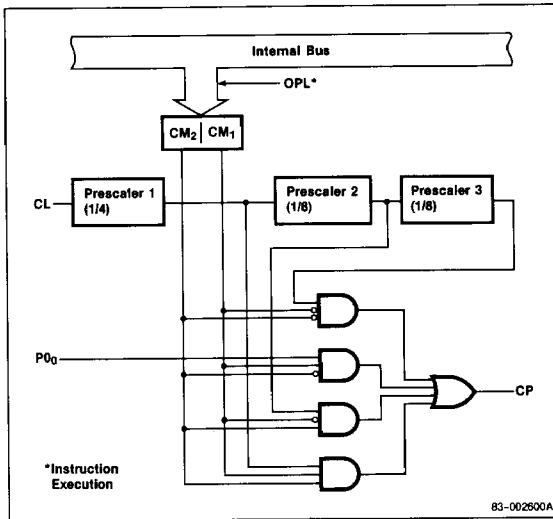 Internal Bus
OPL*
CM₂ CM₁
Prescaler 1
(1/4)
Prescaler 2
(1/8)
Prescaler 3
(1/8)
CL
P0₀
CP
*Instruction
Execution
83-002600A